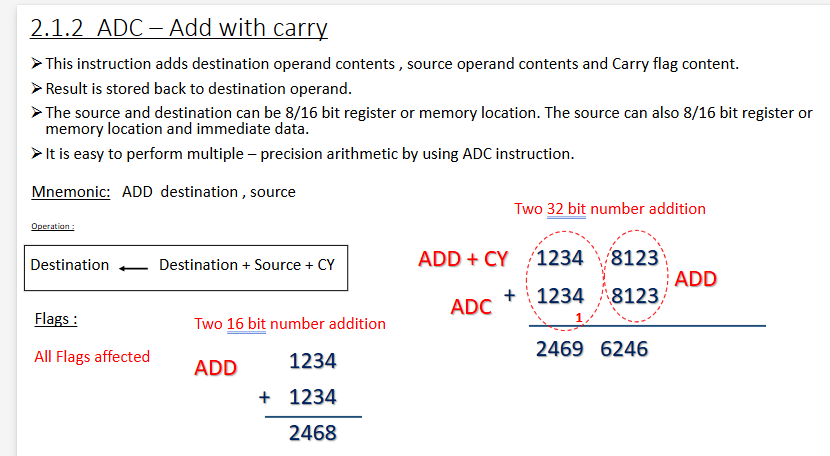 2.1.2 ADC – Add with carry
➢ This instruction adds destination operand contents , source operand contents and Carry flag content.
➢ Result is stored back to destination operand.
➢ The source and destination can be 8/16 bit register or memory location. The source can also 8/16 bit register or
memory location and immediate data.
➢ It is easy to perform multiple – precision arithmetic by using ADC instruction.
Mnemonic: ADD destination , source
Operation :
Destination ← Destination + Source + CY
Flags :
All Flags affected
Two 16 bit number addition
ADD 1234
+ 1234
2468
Two 32 bit number addition
ADD + CY 1234 8123
ADD
ADC + 1234 8123
1
2469 6246